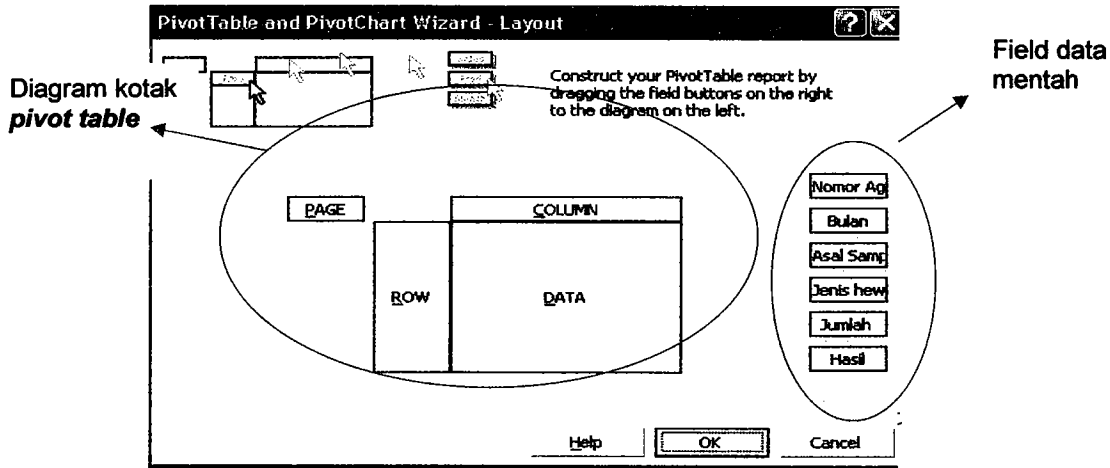 PivotTable and PivotChart Wizard - Layout
Diagram kotak
pivot table
Construct your PivotTable report by
dragging the field buttons on the right
to the diagram on the left.
Field data
mentah
PAGE
COLUMN
ROW
DATA
Nomor Ag
Bulan
Asal Samp
Jenis hew
Jumlah
Hasil
Help
OK
Cancel